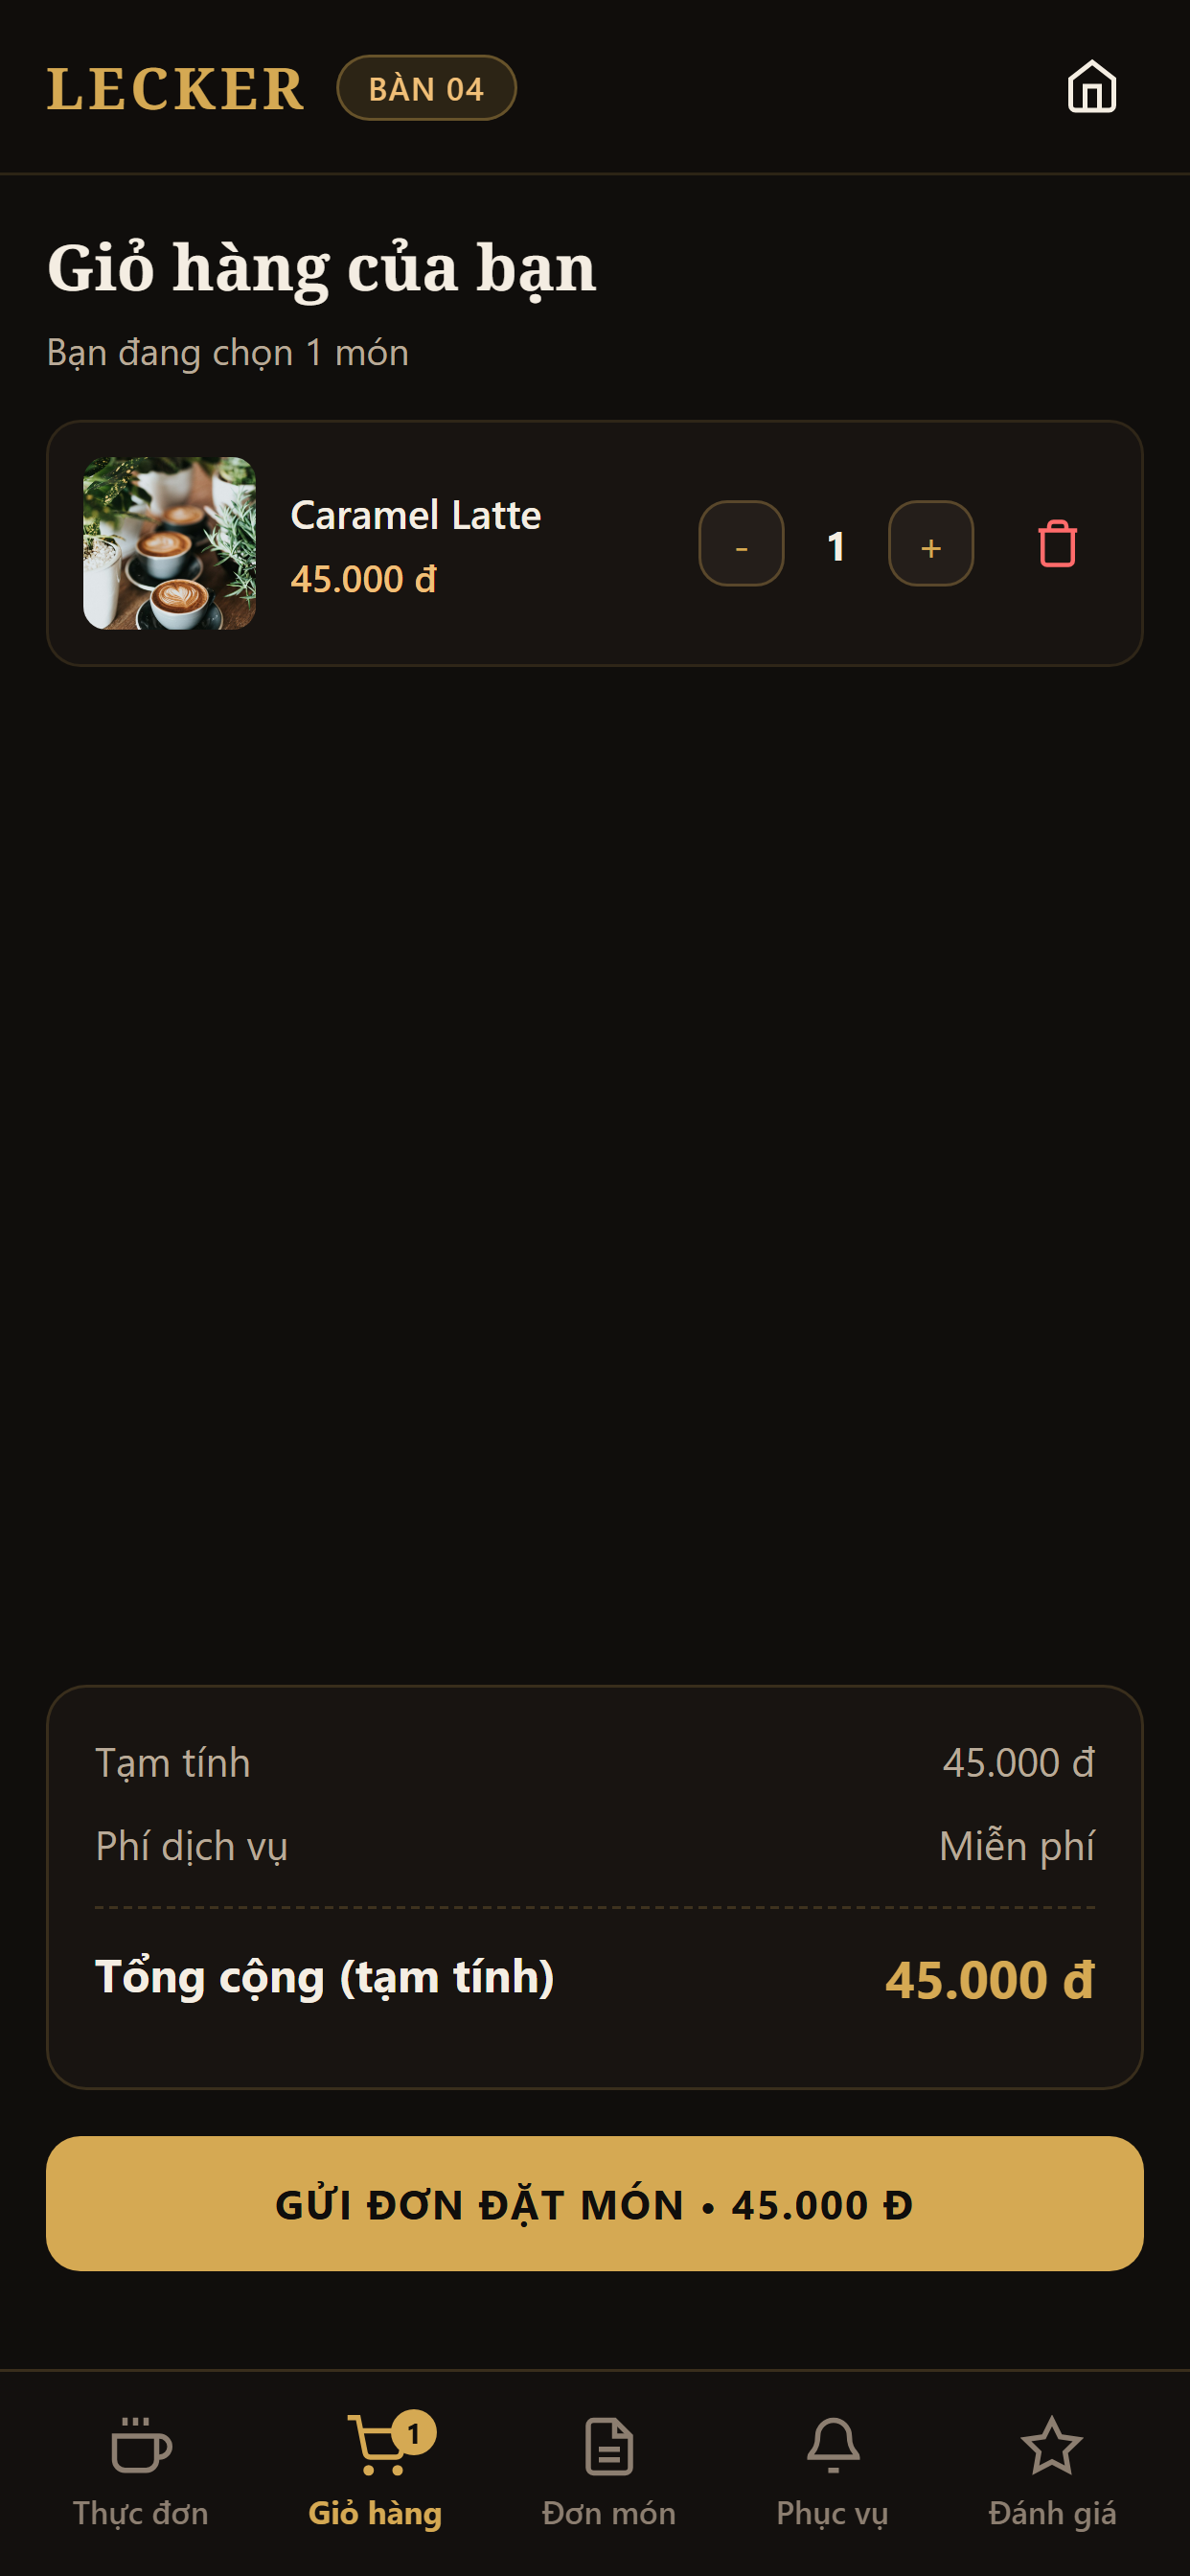 LECKER
BÀN 04
Giỏ hàng của bạn
Bạn đang chọn 1 món
Caramel Latte
45.000 đ
- 1 +
Tạm tính 45.000 đ
Phí dịch vụ Miễn phí
Tổng cộng (tạm tính) 45.000 đ
GỬI ĐƠN ĐẶT MÓN • 45.000 Đ
1
Thực đơn Giỏ hàng Đơn món Phục vụ Đánh giá